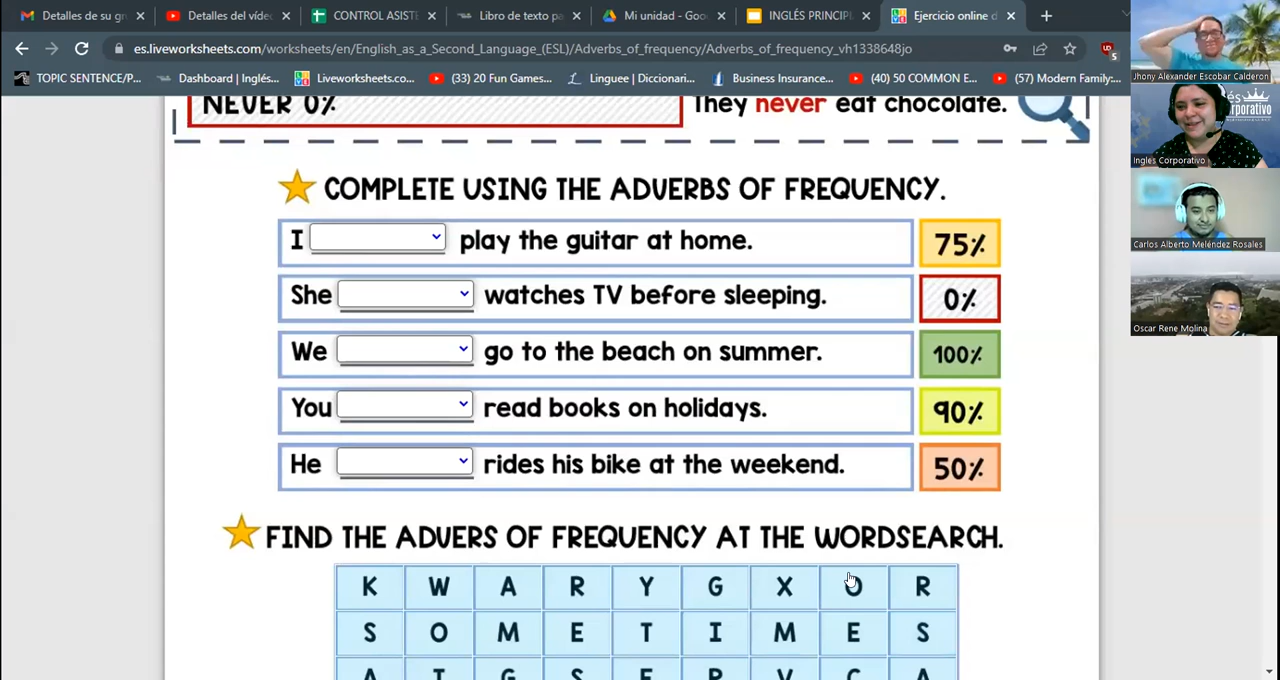 Detalles de su gr
Detalles del vídeo
CONTROL ASIST
Libro de texto pa
Mi unidad - Goo
INGLÉS PRINCIPI
Ejercicio online d
es.liveworksheets.com/worksheets/en/English_as_a_Second_Language_(ESL)/Adverbs_of_frequency/Adverbs_of_frequency_vh1338648jo
TOPIC SENTENCE/P...
Dashboard | Inglés...
Liveworksheets.co...
(33) 20 Fun Games...
Linguee | Diccionari...
Business Insurance...
(40) 50 COMMON E...
(57) Modern Family:...
Jhony Alexander Escobar Calderon
Ingles Corporativo
Carlos Alberto Meléndez Rosales
Oscar Rene Molina
NEVER 0%
They never eat chocolate.
COMPLETE USING THE ADVERBS OF FREQUENCY.
I play the guitar at home. 75%
She watches TV before sleeping. 0%
We go to the beach on summer. 100%
You read books on holidays. 90%
He rides his bike at the weekend. 50%
FIND THE ADVERS OF FREQUENCY AT THE WORDSEARCH.
K W A R Y G X O R
S O M E T I M E S